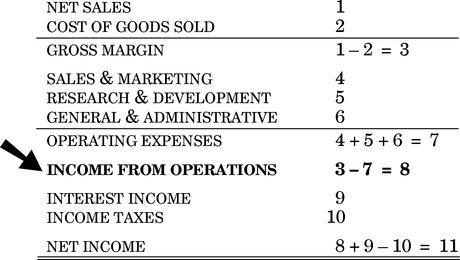 NET SALES 1
COST OF GOODS SOLD 2
GROSS MARGIN 1 – 2 = 3
SALES & MARKETING 4
RESEARCH & DEVELOPMENT 5
GENERAL & ADMINISTRATIVE 6
OPERATING EXPENSES 4 + 5 + 6 = 7
INCOME FROM OPERATIONS 3 – 7 = 8
INTEREST INCOME 9
INCOME TAXES 10
NET INCOME 8 + 9 – 10 = 11